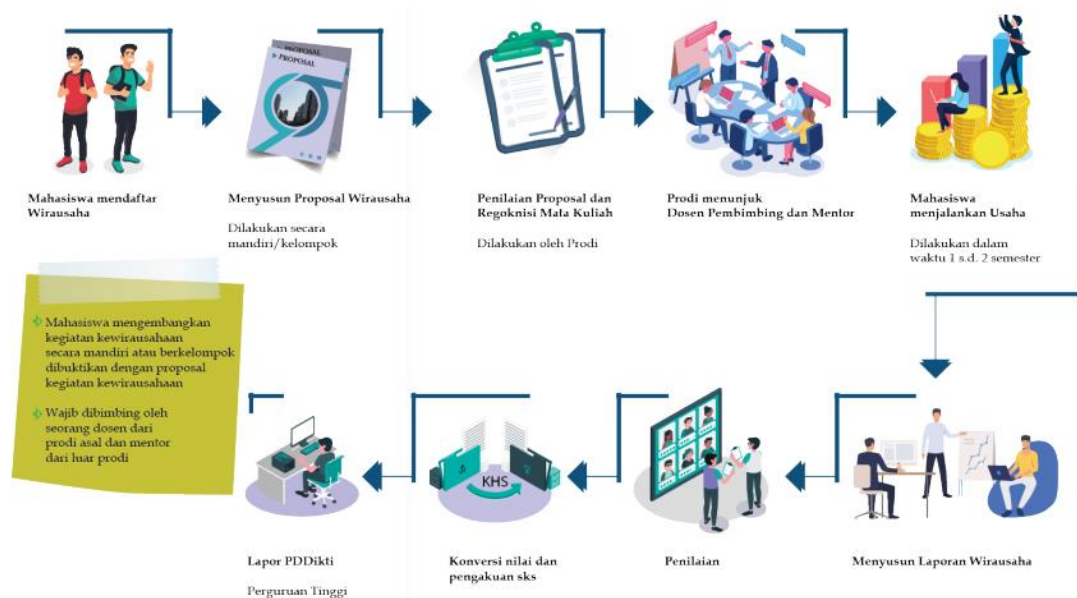 PROPOSAL
PROPOSAL
Mahasiswa mendaftar
Wirausaha
Menyusun Proposal Wirausaha
Dilakukan secara
mandiri/kelompok
Penilaian Proposal dan
Regoknisi Mata Kuliah
Dilakukan oleh Prodi
Prodi menunjuk
Dosen Pembimbing dan Mentor
Mahasiswa
menjalankan Usaha
Dilakukan dalam
waktu 1 s.d. 2 semester
Mahasiswa mengembangkan
kegiatan kewirausahaan
secara mandiri atau berkelompok
dibuktikan dengan proposal
kegiatan kewirausahaan
Wajib dibimbing oleh
seorang dosen dari
prodi asal dan mentor
dari luar prodi
Menyusun Laporan Wirausaha
Penilaian
KHS
Konversi nilai dan
pengakuan sks
Lapor PDDikti
Perguruan Tinggi